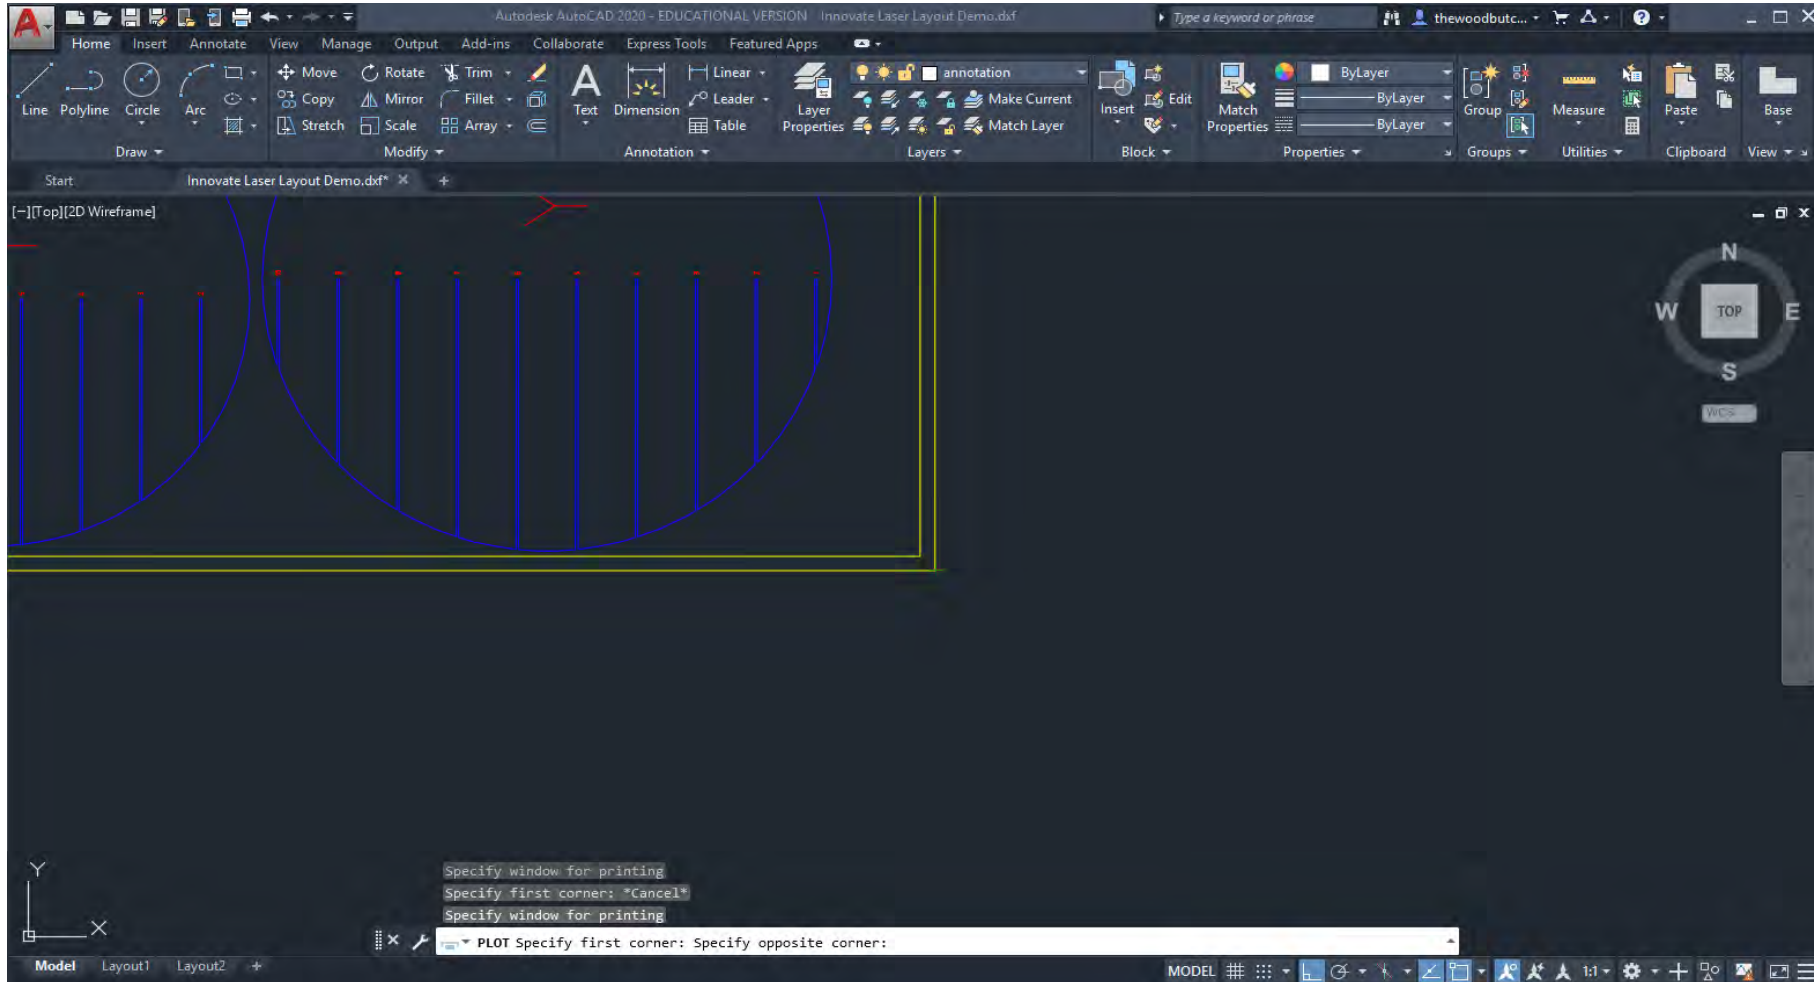 Autodesk AutoCAD 2020 - EDUCATIONAL VERSION Innovate Laser Layout Demo.dxf Type a keyword or phrase thewoodbutc...
Home Insert Annotate View Manage Output Add-ins Collaborate Express Tools Featured Apps
Line Polyline Circle Arc
Move Rotate Trim
Copy Mirror Fillet
Stretch Scale Array
Text Dimension
Linear
Leader
Table
Layer
Properties
annotation
Make Current
Match Layer
Insert
Edit
Match
Properties
ByLayer
ByLayer
ByLayer
Group
Measure
Paste
Base
Draw Modify Annotation Layers Block Properties Groups Utilities Clipboard View
Start Innovate Laser Layout Demo.dxf* +
[−][Top][2D Wireframe]
N
W TOP E
S
WCS
Y
X
Specify window for printing
Specify first corner: *Cancel*
Specify window for printing
PLOT Specify first corner: Specify opposite corner:
Model Layout1 Layout2 +
MODEL 1:1